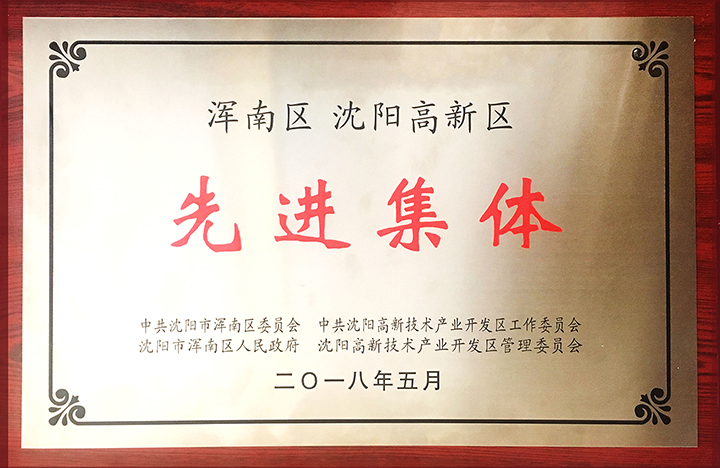 浑南区 沈阳高新区
先进集体
中共沈阳市浑南区委员会 中共沈阳高新技术产业开发区工作委员会
沈阳市浑南区人民政府 沈阳高新技术产业开发区管理委员会
二〇一八年五月